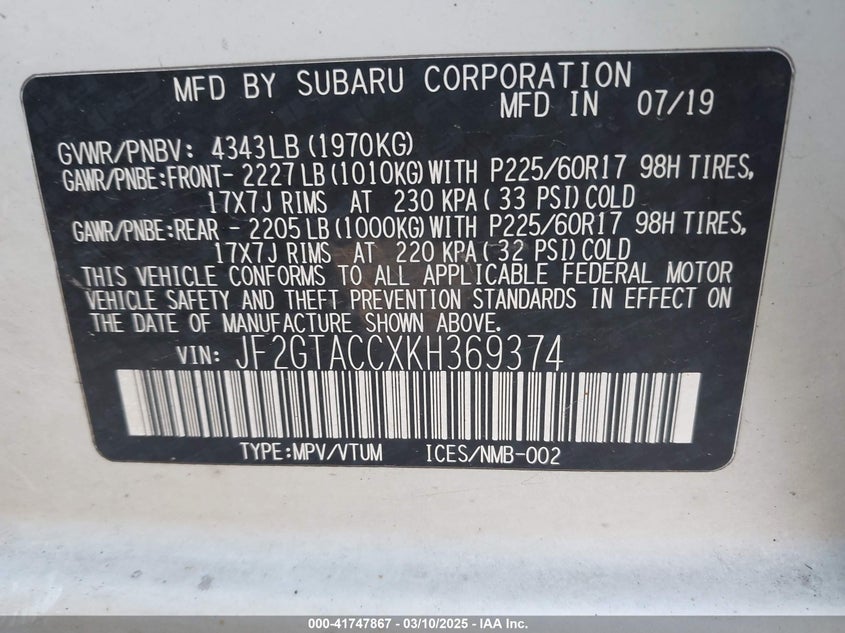 MFD BY SUBARU CORPORATION
MFD IN 07/19
GVWR/PNBV: 4343LB (1970KG)
GAWR/PNBE:FRONT- 2227LB (1010KG)WITH P225/60R17 98H TIRES,
17X7J RIMS AT 230 KPA( 33 PSI)COLD
GAWR/PNBE:REAR - 2205LB (1000KG)WITH P225/60R17 98H TIRES,
17X7J RIMS AT 220 KPA( 32 PSI)COLD
THIS VEHICLE CONFORMS TO ALL APPLICABLE FEDERAL MOTOR
VEHICLE SAFETY AND THEFT PREVENTION STANDARDS IN EFFECT ON
THE DATE OF MANUFACTURE SHOWN ABOVE.
VIN: JF2GTACCXKH369374
TYPE:MPV/VTUM ICES/NMB-002
000-41747867 / 03/10/2025 — IAA Inc.